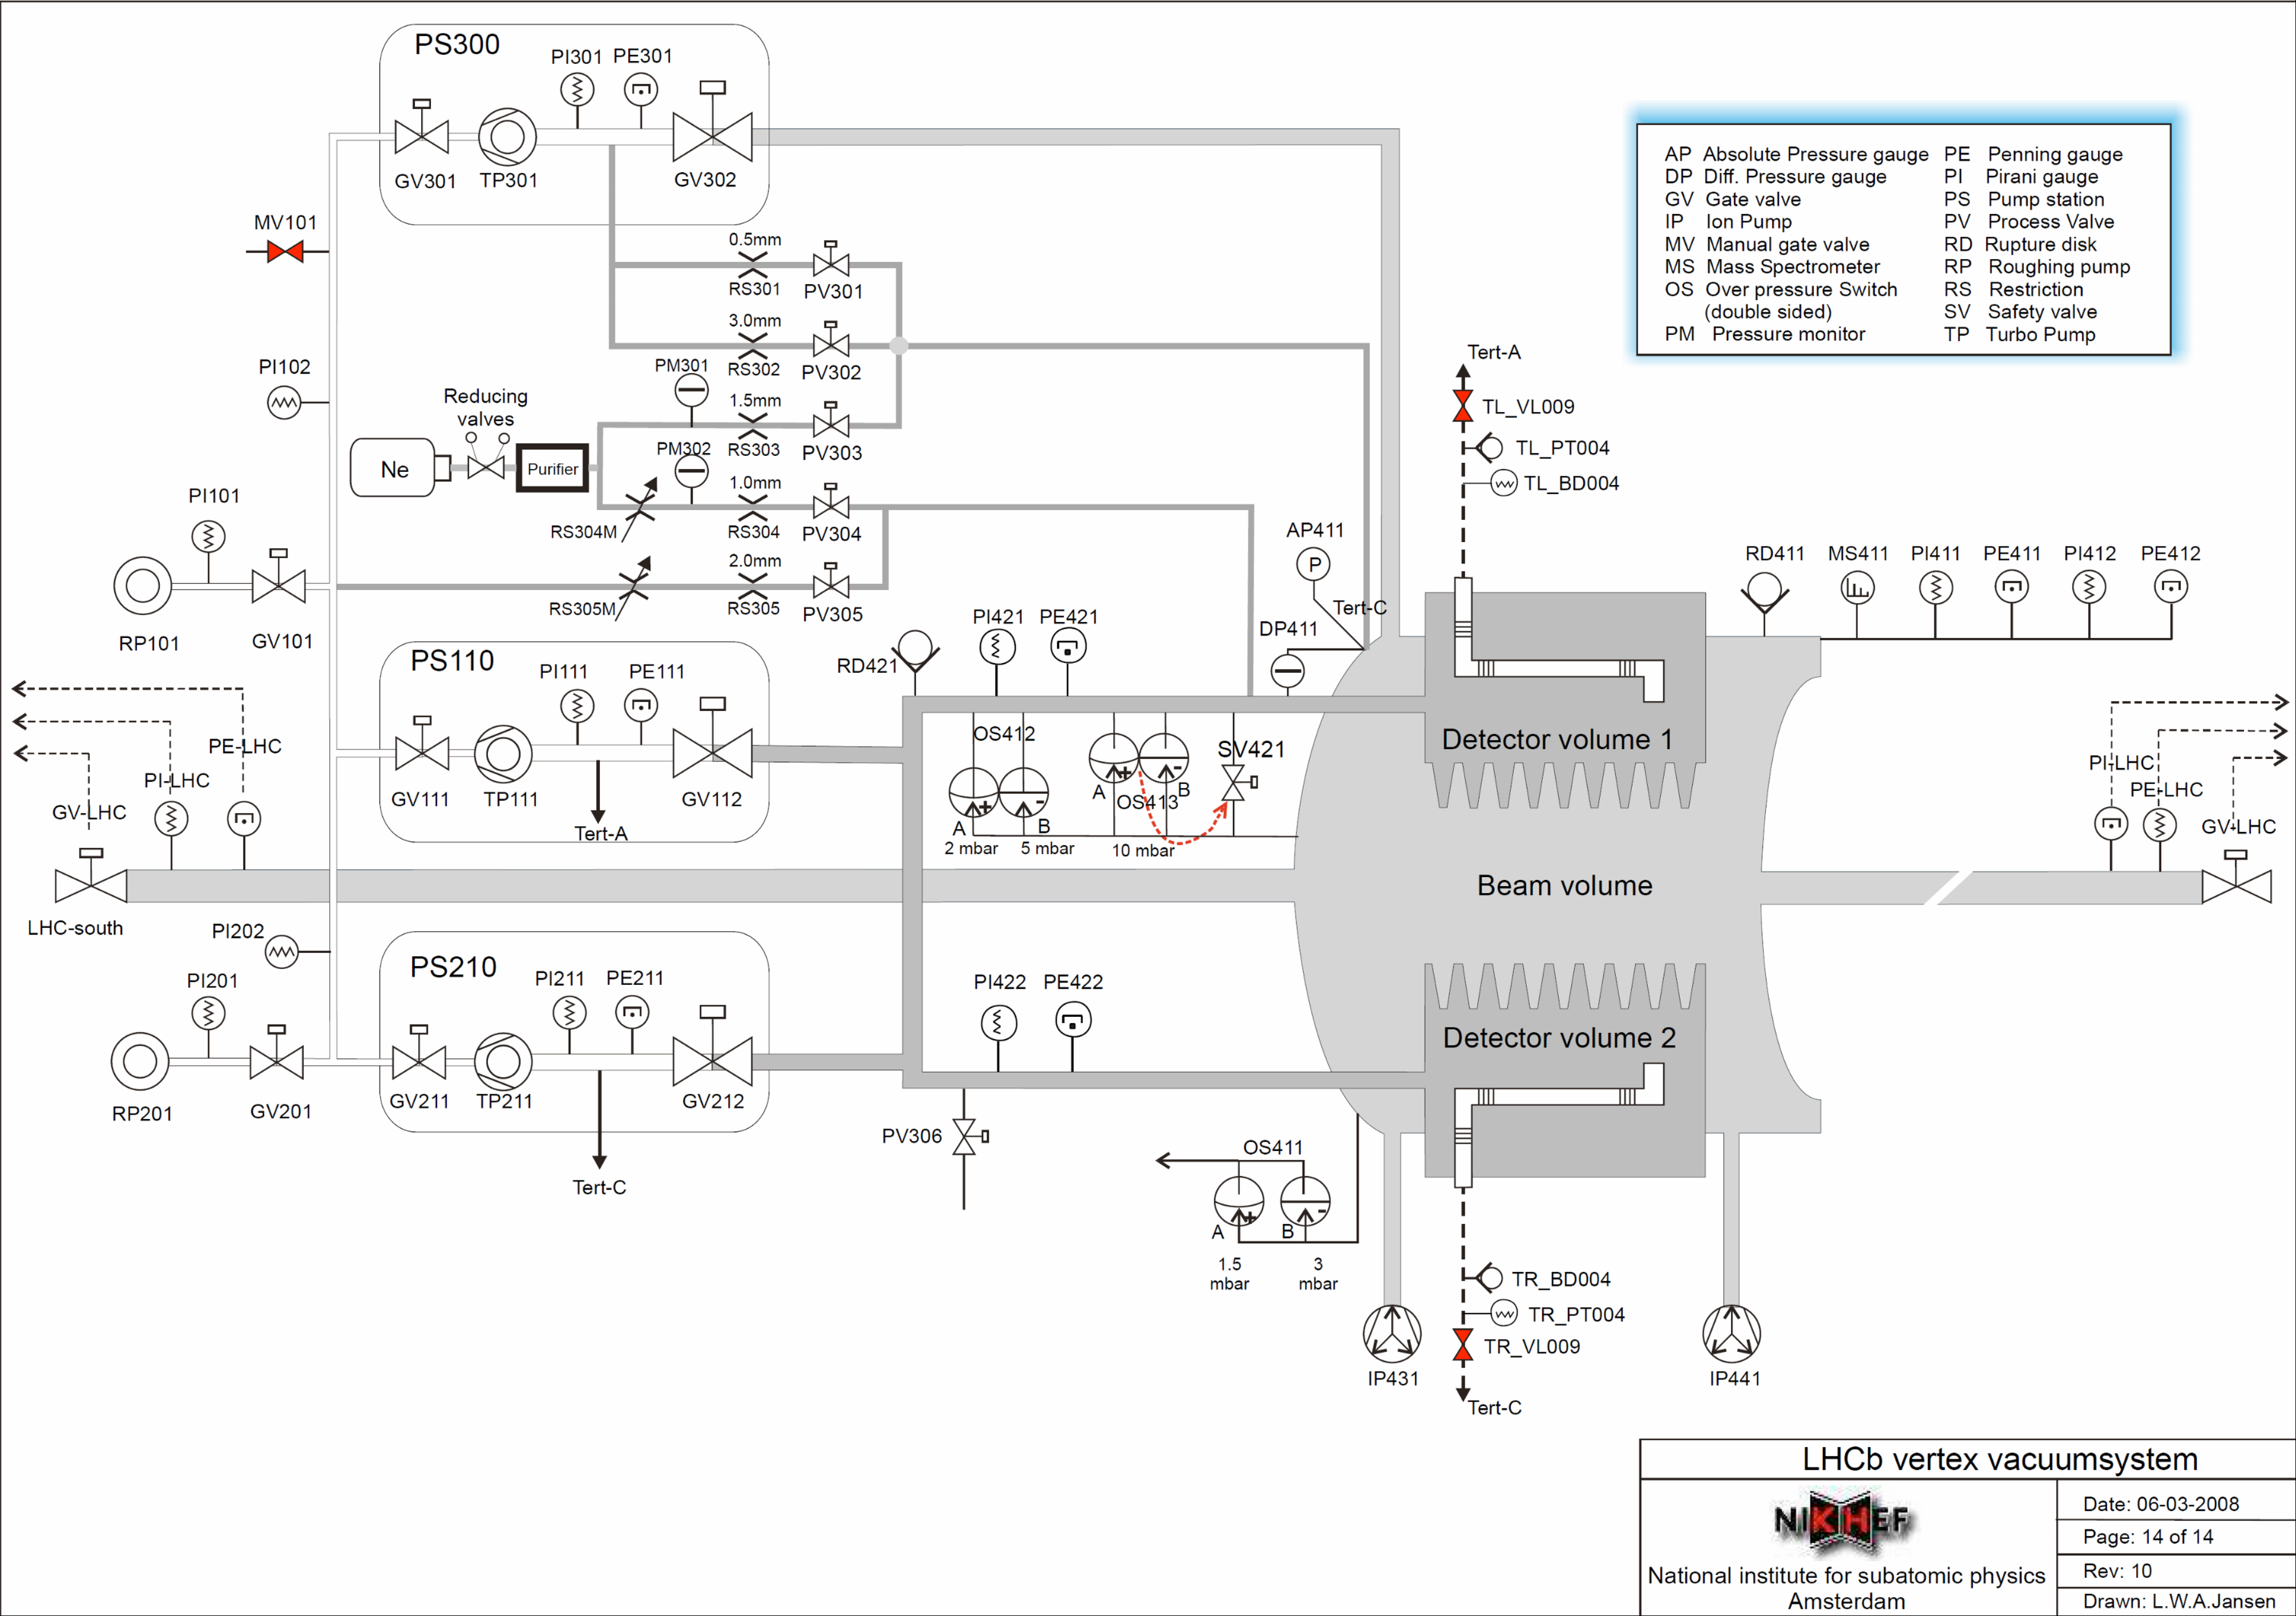 PS300
PI301 PE301
GV301 TP301 GV302
AP Absolute Pressure gauge PE Penning gauge
DP Diff. Pressure gauge PI Pirani gauge
GV Gate valve PS Pump station
IP Ion Pump PV Process Valve
MV Manual gate valve RD Rupture disk
MS Mass Spectrometer RP Roughing pump
OS Over pressure Switch RS Restriction
(double sided) SV Safety valve
PM Pressure monitor TP Turbo Pump
MV101
0.5mm
RS301 PV301
3.0mm
RS302 PV302
PI102
PM301
1.5mm
RS303 PV303
Reducing
valves
Ne
Purifier
PM302
1.0mm
RS304M RS304 PV304
2.0mm
RS305M RS305 PV305
PI101
RP101 GV101
Tert-A
TL_VL009
TL_PT004
TL_BD004
AP411
P
Tert-C
DP411
RD411 MS411 PI411 PE411 PI412 PE412
PS110
PI111 PE111
GV111 TP111 GV112
Tert-A
RD421
PI421 PE421
OS412
A B
2 mbar 5 mbar
A OS413 B
10 mbar
SV421
Detector volume 1
PE-LHC
PI-LHC
GV-LHC
LHC-south
Beam volume
PI-LHC
PE-LHC
GV-LHC
PI202
PI201
RP201 GV201
PS210
PI211 PE211
GV211 TP211 GV212
Tert-C
PI422 PE422
PV306
Detector volume 2
OS411
A B
1.5 3
mbar mbar
TR_BD004
TR_PT004
TR_VL009
IP431 IP441
Tert-C
LHCb vertex vacuumsystem
NIKHEF
National institute for subatomic physics
Amsterdam
Date: 06-03-2008
Page: 14 of 14
Rev: 10
Drawn: L.W.A.Jansen